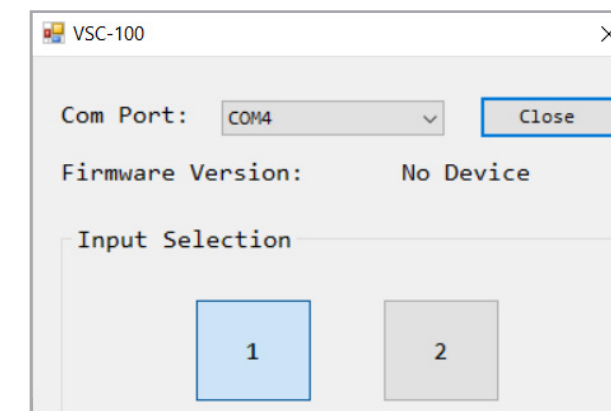 VSC-100
Com Port: COM4 Close
Firmware Version: No Device
Input Selection
1 2